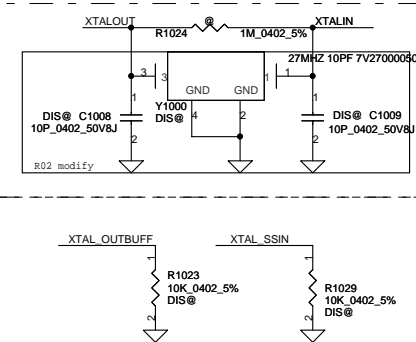 XTALOUT @ XTALIN
R1024 1M_0402_5%
27MHZ 10PF 7V27000050
3 3 GND GND 1 1
1 Y1000 1
DIS@ C1008 DIS@ 4 2 DIS@ C1009
10P_0402_50V8J 10P_0402_50V8J
2 2
R02 modify
XTAL_OUTBUFF XTAL_SSIN
1 1
R1023 R1029
10K_0402_5% 10K_0402_5%
DIS@ DIS@
2 2